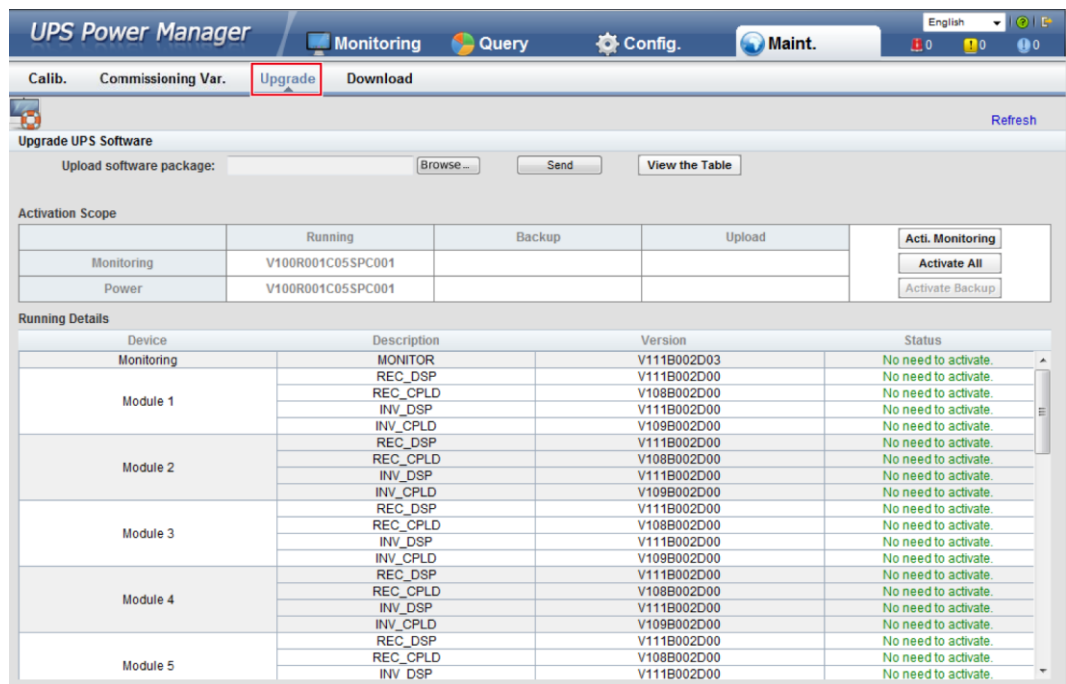 UPS Power Manager
Monitoring
Query
Config.
Maint.
English
0
0
0
Calib.
Commissioning Var.
Upgrade
Download
Refresh
Upgrade UPS Software
Upload software package:
Browse...
Send
View the Table
Activation Scope
Running Backup Upload
Acti. Monitoring
Monitoring V100R001C05SPC001
Activate All
Power V100R001C05SPC001
Activate Backup
Running Details
Device Description Version Status
Monitoring MONITOR V111B002D03 No need to activate.
Module 1
REC_DSP V111B002D00 No need to activate.
REC_CPLD V108B002D00 No need to activate.
INV_DSP V111B002D00 No need to activate.
INV_CPLD V109B002D00 No need to activate.
Module 2
REC_DSP V111B002D00 No need to activate.
REC_CPLD V108B002D00 No need to activate.
INV_DSP V111B002D00 No need to activate.
INV_CPLD V109B002D00 No need to activate.
Module 3
REC_DSP V111B002D00 No need to activate.
REC_CPLD V108B002D00 No need to activate.
INV_DSP V111B002D00 No need to activate.
INV_CPLD V109B002D00 No need to activate.
Module 4
REC_DSP V111B002D00 No need to activate.
REC_CPLD V108B002D00 No need to activate.
INV_DSP V111B002D00 No need to activate.
INV_CPLD V109B002D00 No need to activate.
Module 5
REC_DSP V111B002D00 No need to activate.
REC_CPLD V108B002D00 No need to activate.
INV_DSP V111B002D00 No need to activate.